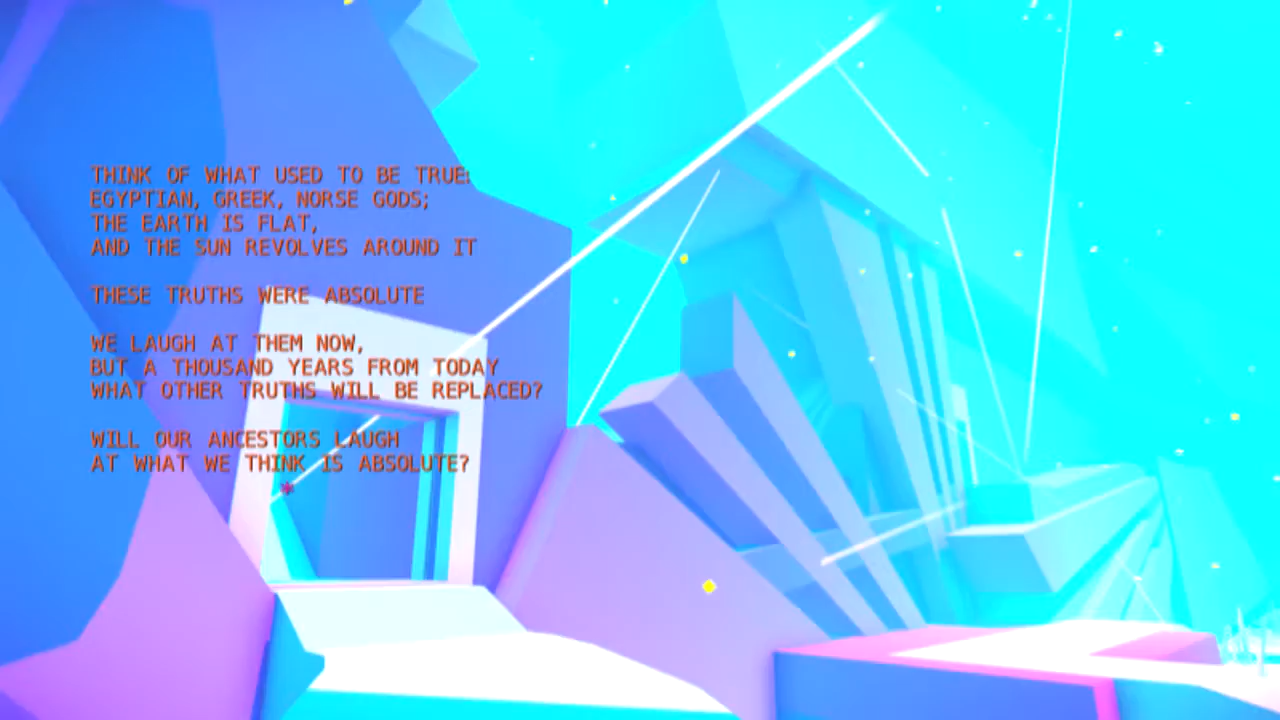 THINK OF WHAT USED TO BE TRUE:
EGYPTIAN, GREEK, NORSE GODS;
THE EARTH IS FLAT,
AND THE SUN REVOLVES AROUND IT
THESE TRUTHS WERE ABSOLUTE
WE LAUGH AT THEM NOW,
BUT A THOUSAND YEARS FROM TODAY
WHAT OTHER TRUTHS WILL BE REPLACED?
WILL OUR ANCESTORS LAUGH
AT WHAT WE THINK IS ABSOLUTE?